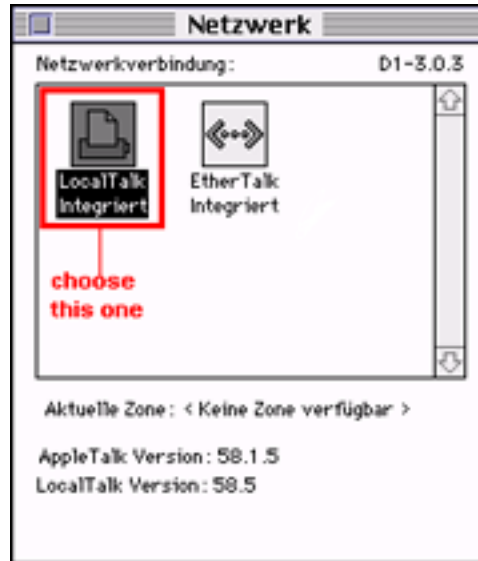 Netzwerk
Netzwerkverbindung: D1-3.0.3
LocalTalk Integriert
EtherTalk Integriert
choose
this one
Aktuelle Zone: < Keine Zone verfügbar >
AppleTalk Version: 58.1.5
LocalTalk Version: 58.5